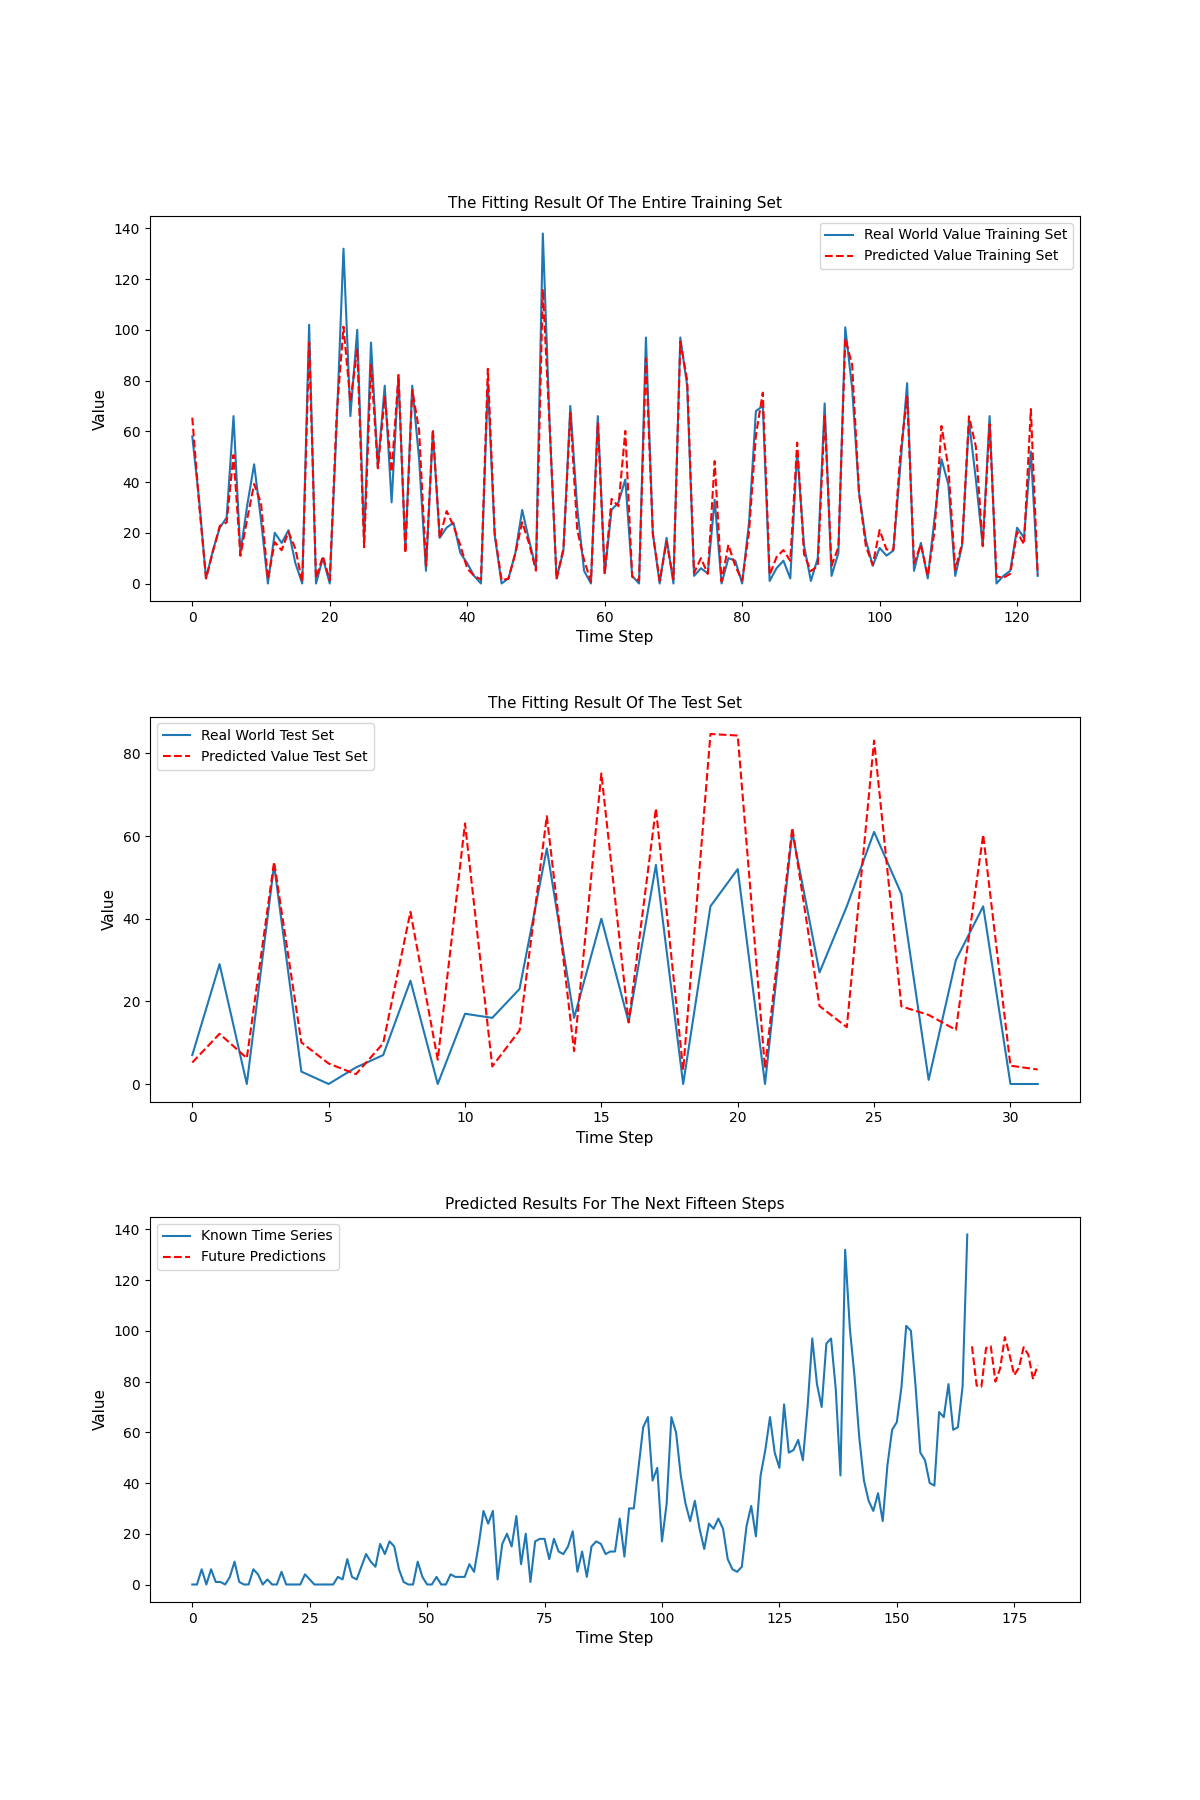 The Fitting Result Of The Entire Training Set
Real World Value Training Set
Predicted Value Training Set
Value
140
120
100
80
60
40
20
0
0 20 40 60 80 100 120
Time Step
The Fitting Result Of The Test Set
Real World Test Set
Predicted Value Test Set
Value
80
60
40
20
0
0 5 10 15 20 25 30
Time Step
Predicted Results For The Next Fifteen Steps
Known Time Series
Future Predictions
Value
140
120
100
80
60
40
20
0
0 25 50 75 100 125 150 175
Time Step